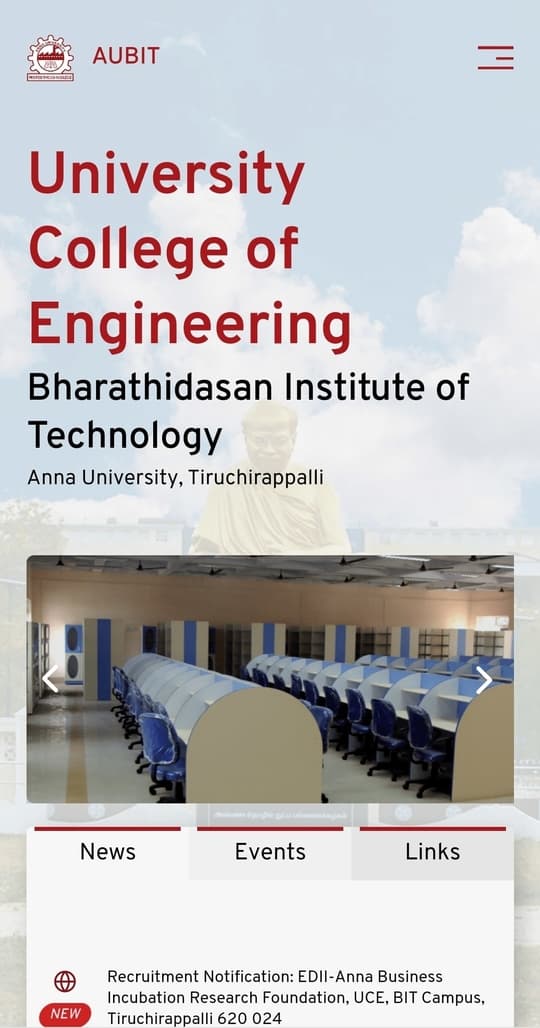 AUBIT
University
College of
Engineering
Bharathidasan Institute of
Technology
Anna University, Tiruchirappalli
News
Events
Links
Recruitment Notification: EDII-Anna Business
NEW
Incubation Research Foundation, UCE, BIT Campus,
Tiruchirappalli 620 024